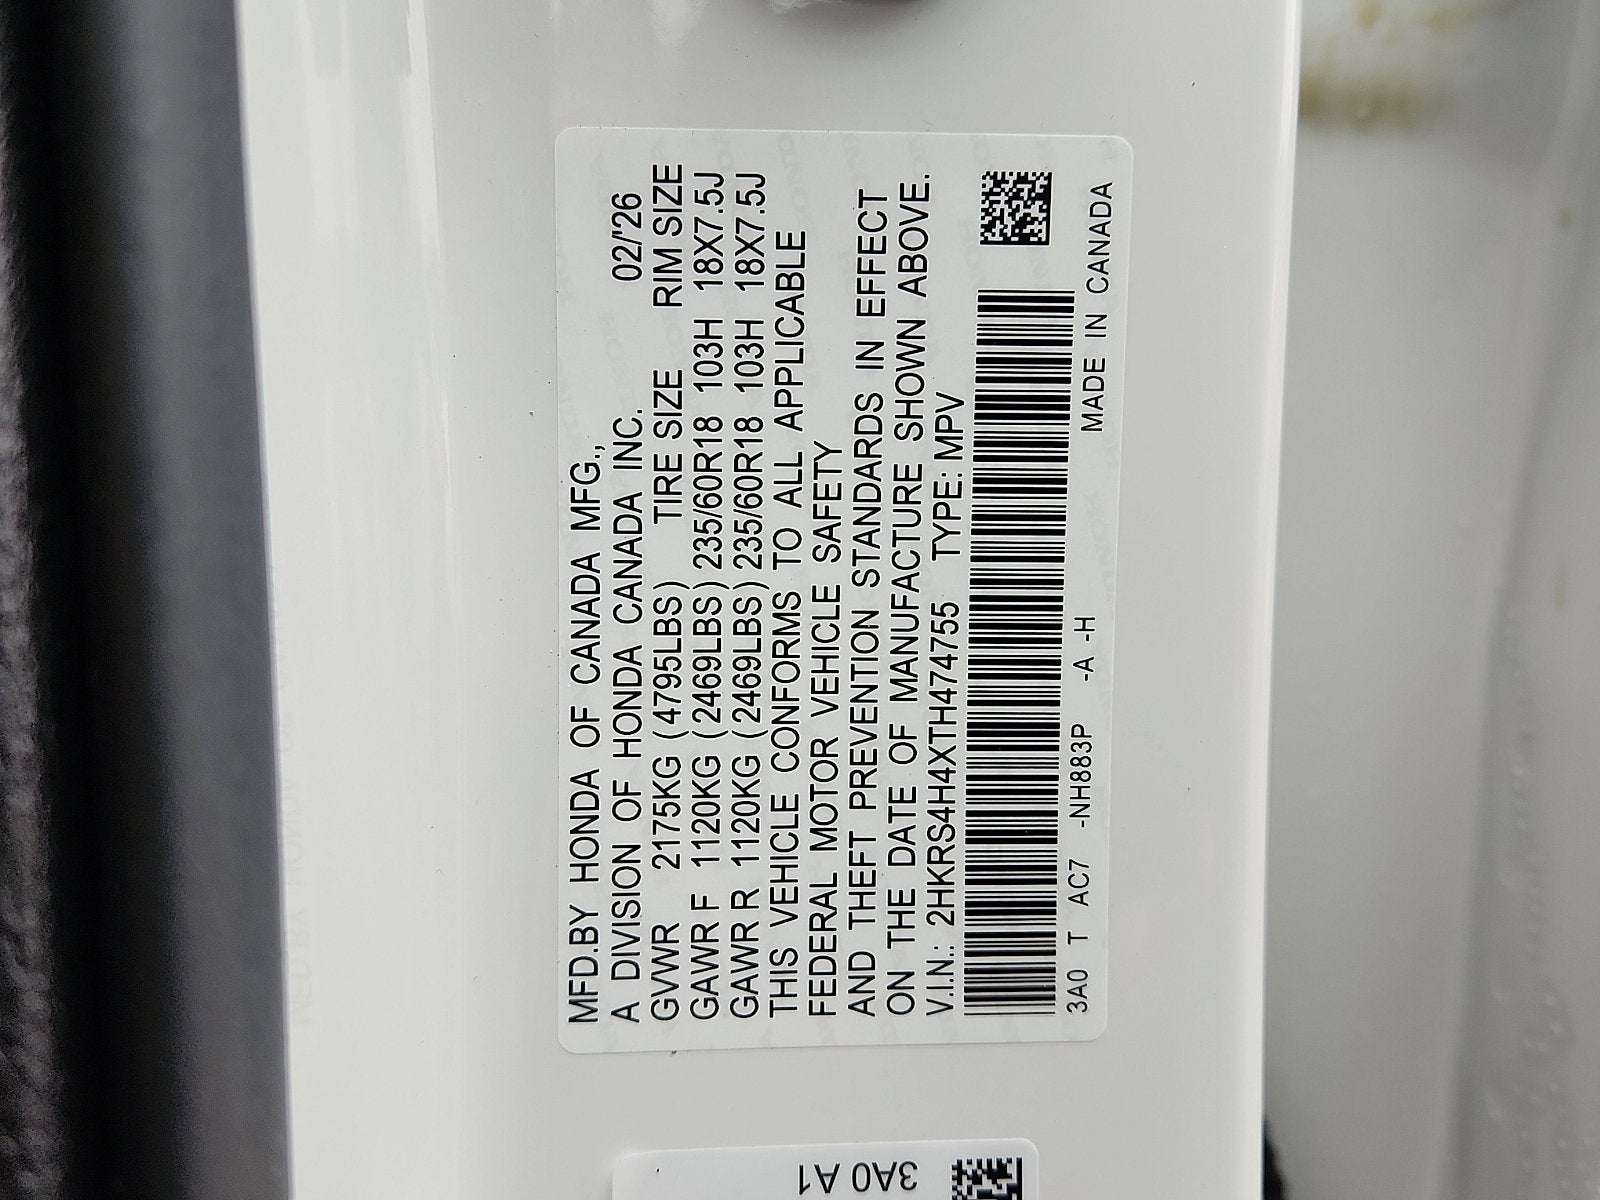 MFD.BY HONDA OF CANADA MFG.,
A DIVISION OF HONDA CANADA INC. 02/'26
GVWR 2175KG (4795LBS) TIRE SIZE RIM SIZE
GAWR F 1120KG (2469LBS) 235/60R18 103H 18X7.5J
GAWR R 1120KG (2469LBS) 235/60R18 103H 18X7.5J
THIS VEHICLE CONFORMS TO ALL APPLICABLE
FEDERAL MOTOR VEHICLE SAFETY
AND THEFT PREVENTION STANDARDS IN EFFECT
ON THE DATE OF MANUFACTURE SHOWN ABOVE.
V.I.N.: 2HKRS4H4XTH474755 TYPE: MPV
3A0 T AC7 -NH883P -A -H MADE IN CANADA
3A0 A1